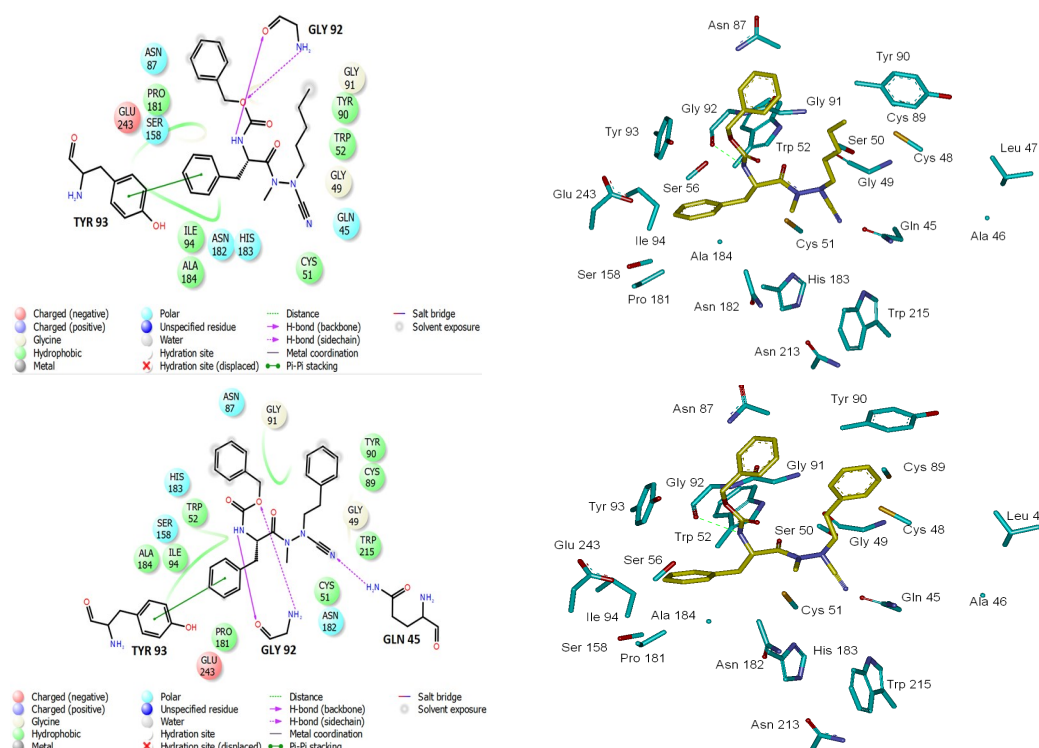 GLY 92
O
NH₂
ASN 87
GLY 91
TYR 90
PRO 181
GLU 243
SER 158
TRP 52
GLY 49
GLN 45
O
O
O
HN
O
N
N
N
H₂N
OH
TYR 93
ILE 94
ASN 182
HIS 183
ALA 184
CYS 51
Charged (negative)
Charged (positive)
Glycine
Hydrophobic
Metal
Polar
Unspecified residue
Water
Hydration site
Hydration site (displaced)
Distance
H-bond (backbone)
H-bond (sidechain)
Metal coordination
Pi-Pi stacking
Salt bridge
Solvent exposure
Asn 87
Tyr 90
Gly 92
Gly 91
Cys 89
Tyr 93
Trp 52
Ser 50
Cys 48
Leu 47
Ser 56
Gly 49
Glu 243
Ile 94
Cys 51
Gln 45
Ala 46
Ala 184
Ser 158
His 183
Pro 181
Asn 182
Trp 215
Asn 213
ASN 87
GLY 91
TYR 90
CYS 89
HIS 183
TRP 52
GLY 49
SER 158
TRP 215
ALA 184
ILE 94
O
O
HN
O
N
N
N
CYS 51
ASN 182
O
H₂N
NH₂
O
GLN 45
O
NH₂
GLY 92
O
NH₂
OH
TYR 93
PRO 181
GLU 243
Charged (negative)
Charged (positive)
Glycine
Hydrophobic
Metal
Polar
Unspecified residue
Water
Hydration site
Hydration site (displaced)
Distance
H-bond (backbone)
H-bond (sidechain)
Metal coordination
Pi-Pi stacking
Salt bridge
Solvent exposure
Asn 87
Tyr 90
Gly 92
Gly 91
Cys 89
Tyr 93
Cys 48
Leu 4
Trp 52
Ser 50
Gly 49
Glu 243
Ser 56
Cys 51
Gln 45
Ala 46
Ile 94
Ala 184
Ser 158
Pro 181
Asn 182
His 183
Trp 215
Asn 213